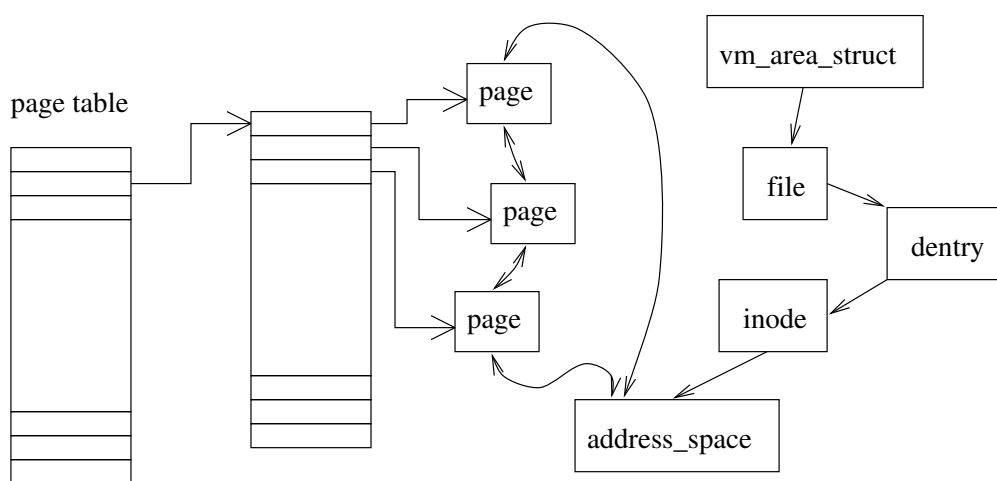 page table
page
page
page
vm_area_struct
file
dentry
inode
address_space